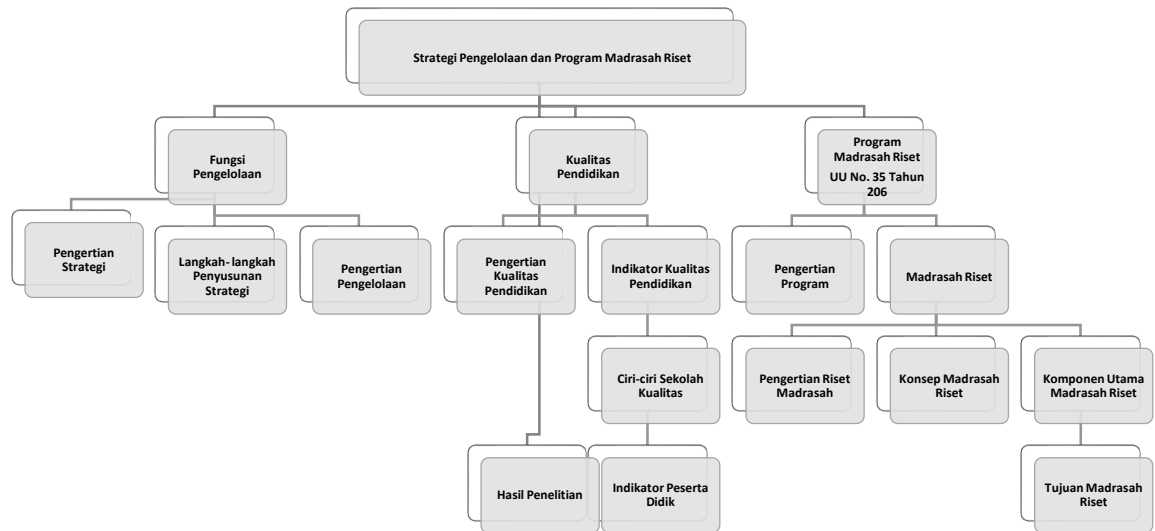 Strategi Pengelolaan dan Program Madrasah Riset
Fungsi
Pengelolaan
Kualitas
Pendidikan
Program
Madrasah Riset
UU No. 35 Tahun
206
Pengertian
Strategi
Langkah- langkah
Penyusunan
Strategi
Pengertian
Pengelolaan
Pengertian
Kualitas
Pendidikan
Indikator Kualitas
Pendidikan
Pengertian
Program
Madrasah Riset
Ciri-ciri Sekolah
Kualitas
Pengertian Riset
Madrasah
Konsep Madrasah
Riset
Komponen Utama
Madrasah Riset
Hasil Penelitian
Indikator Peserta
Didik
Tujuan Madrasah
Riset